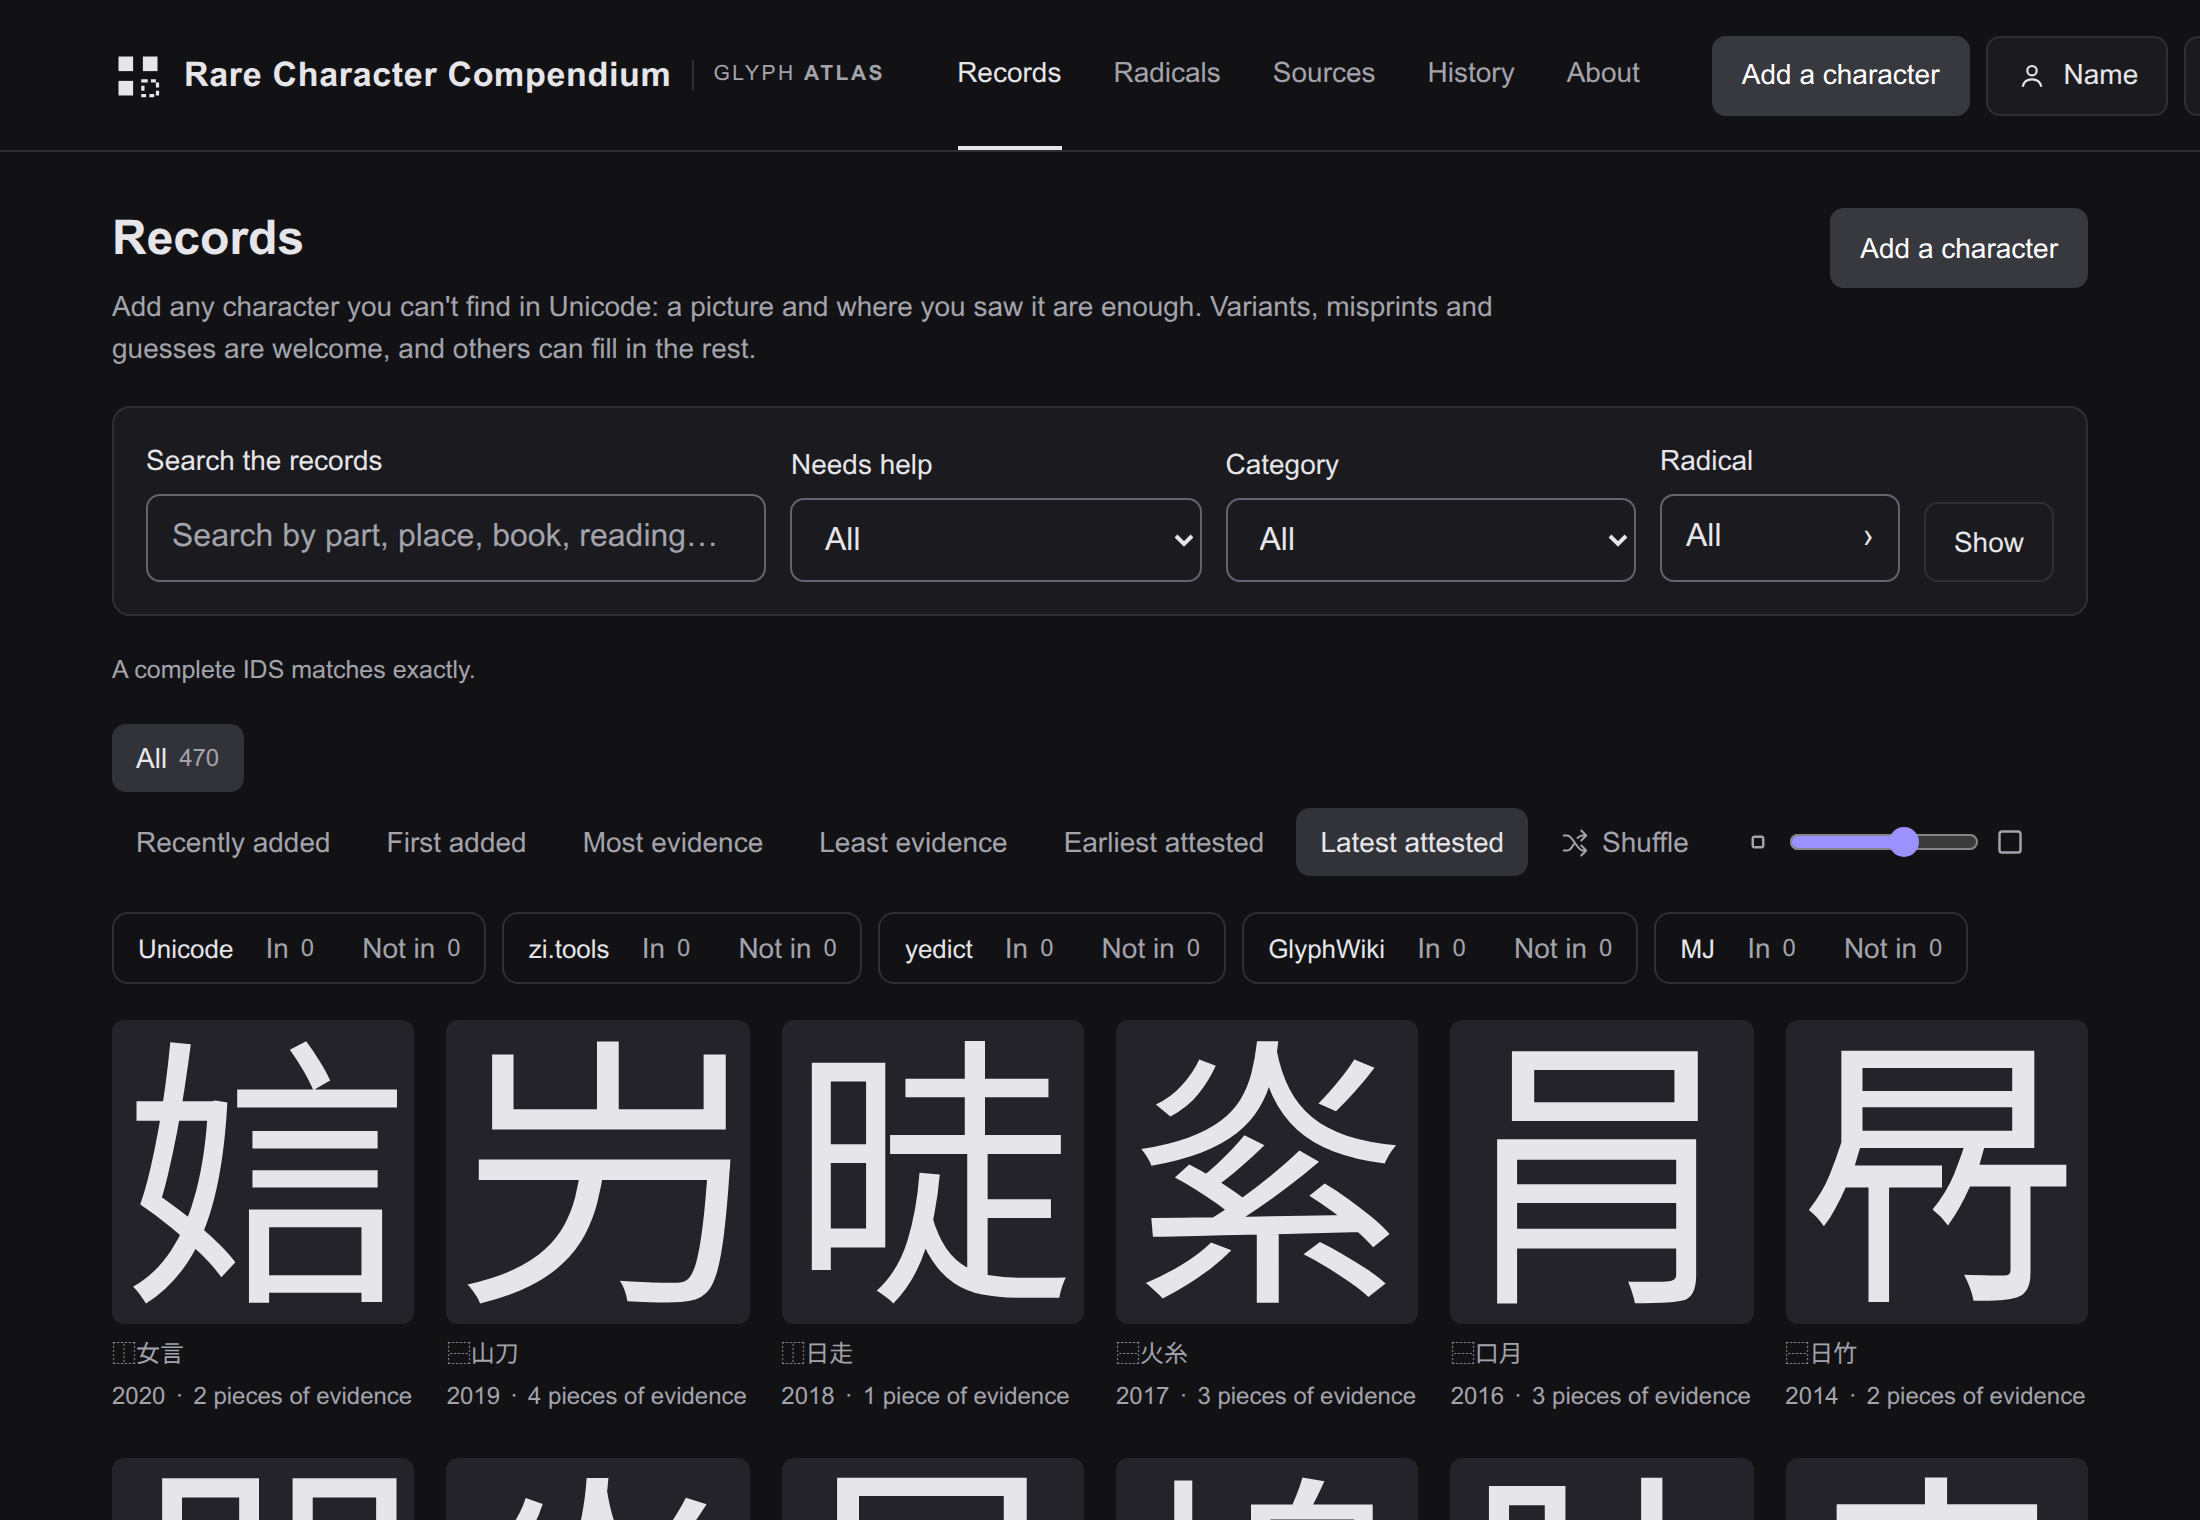 Rare Character Compendium GLYPH ATLAS Records Radicals Sources History About Add a character Name
Records
Add a character
Add any character you can't find in Unicode: a picture and where you saw it are enough. Variants, misprints and
guesses are welcome, and others can fill in the rest.
Search the records Needs help Category Radical
Search by part, place, book, reading… All All All › Show
A complete IDS matches exactly.
All 470
Recently added First added Most evidence Least evidence Earliest attested Latest attested Shuffle
Unicode In 0 Not in 0 zi.tools In 0 Not in 0 yedict In 0 Not in 0 GlyphWiki In 0 Not in 0 MJ In 0 Not in 0
⿰女言 ⿱山刀 ⿰日走 ⿱火糸 ⿱口月 ⿱日竹
2020 · 2 pieces of evidence 2019 · 4 pieces of evidence 2018 · 1 piece of evidence 2017 · 3 pieces of evidence 2016 · 3 pieces of evidence 2014 · 2 pieces of evidence